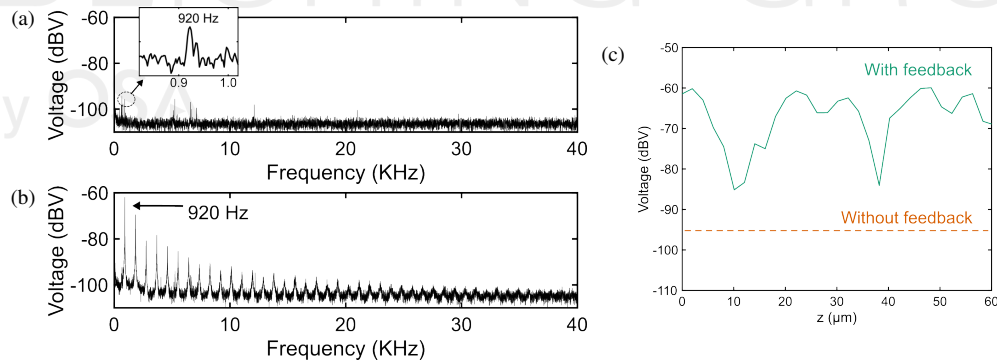 (a)
Voltage (dBV)
-60
-80
-100
920 Hz
0.9 1.0
0 10 20 30 40
Frequency (KHz)
(b)
Voltage (dBV)
-60
-80
-100
920 Hz
0 10 20 30 40
Frequency (KHz)
(c)
Voltage (dBV)
-50
-60
-70
-80
-90
-100
-110
With feedback
Without feedback
0 10 20 30 40 50 60
z (µm)